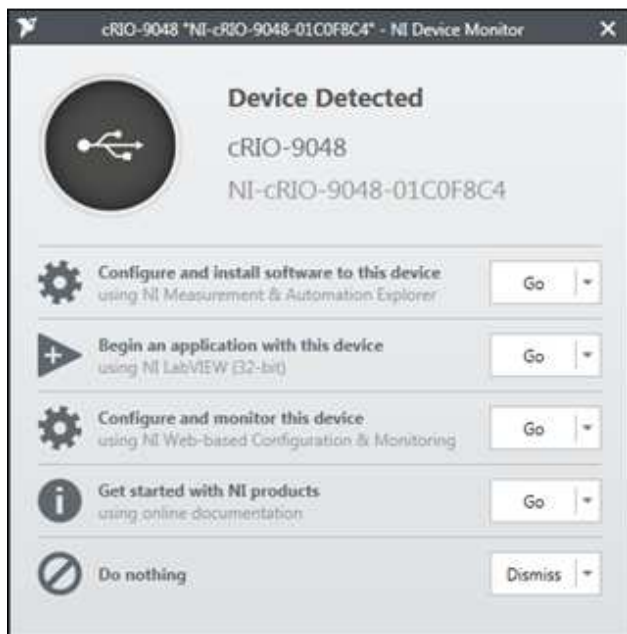 cRIO-9048 "NI-cRIO-9048-01C0F8C4" - NI Device Monitor
Device Detected
cRIO-9048
NI-cRIO-9048-01C0F8C4
Configure and install software to this device
using NI Measurement & Automation Explorer
Go
Begin an application with this device
using NI LabVIEW (32-bit)
Go
Configure and monitor this device
using NI Web-based Configuration & Monitoring
Go
Get started with NI products
using online documentation
Go
Do nothing
Dismiss